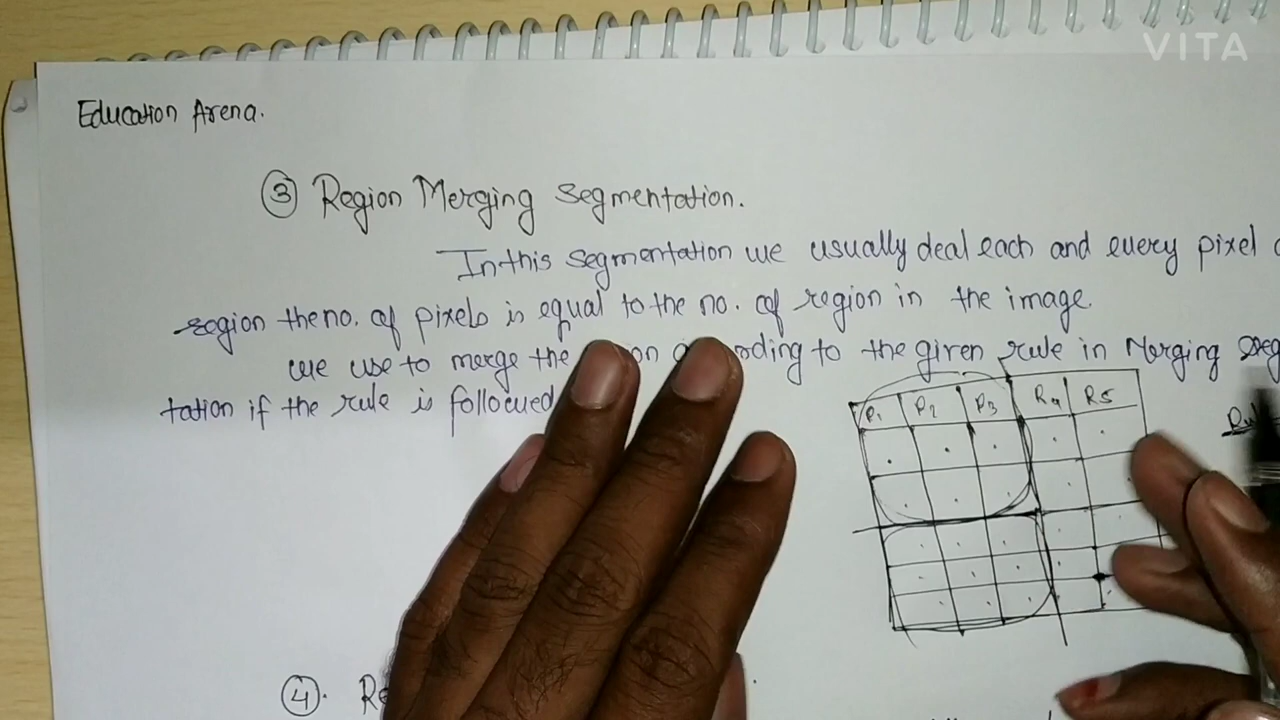 VITA
Education Arena.
③ Region Merging Segmentation.
In this segmentation we usually deal each and every pixel
region the no. of pixels is equal to the no. of region in the image.
we use to merge the to the given rule in Merging
tation if the rule is followed
R1 R2 R3 R4 R5
④.